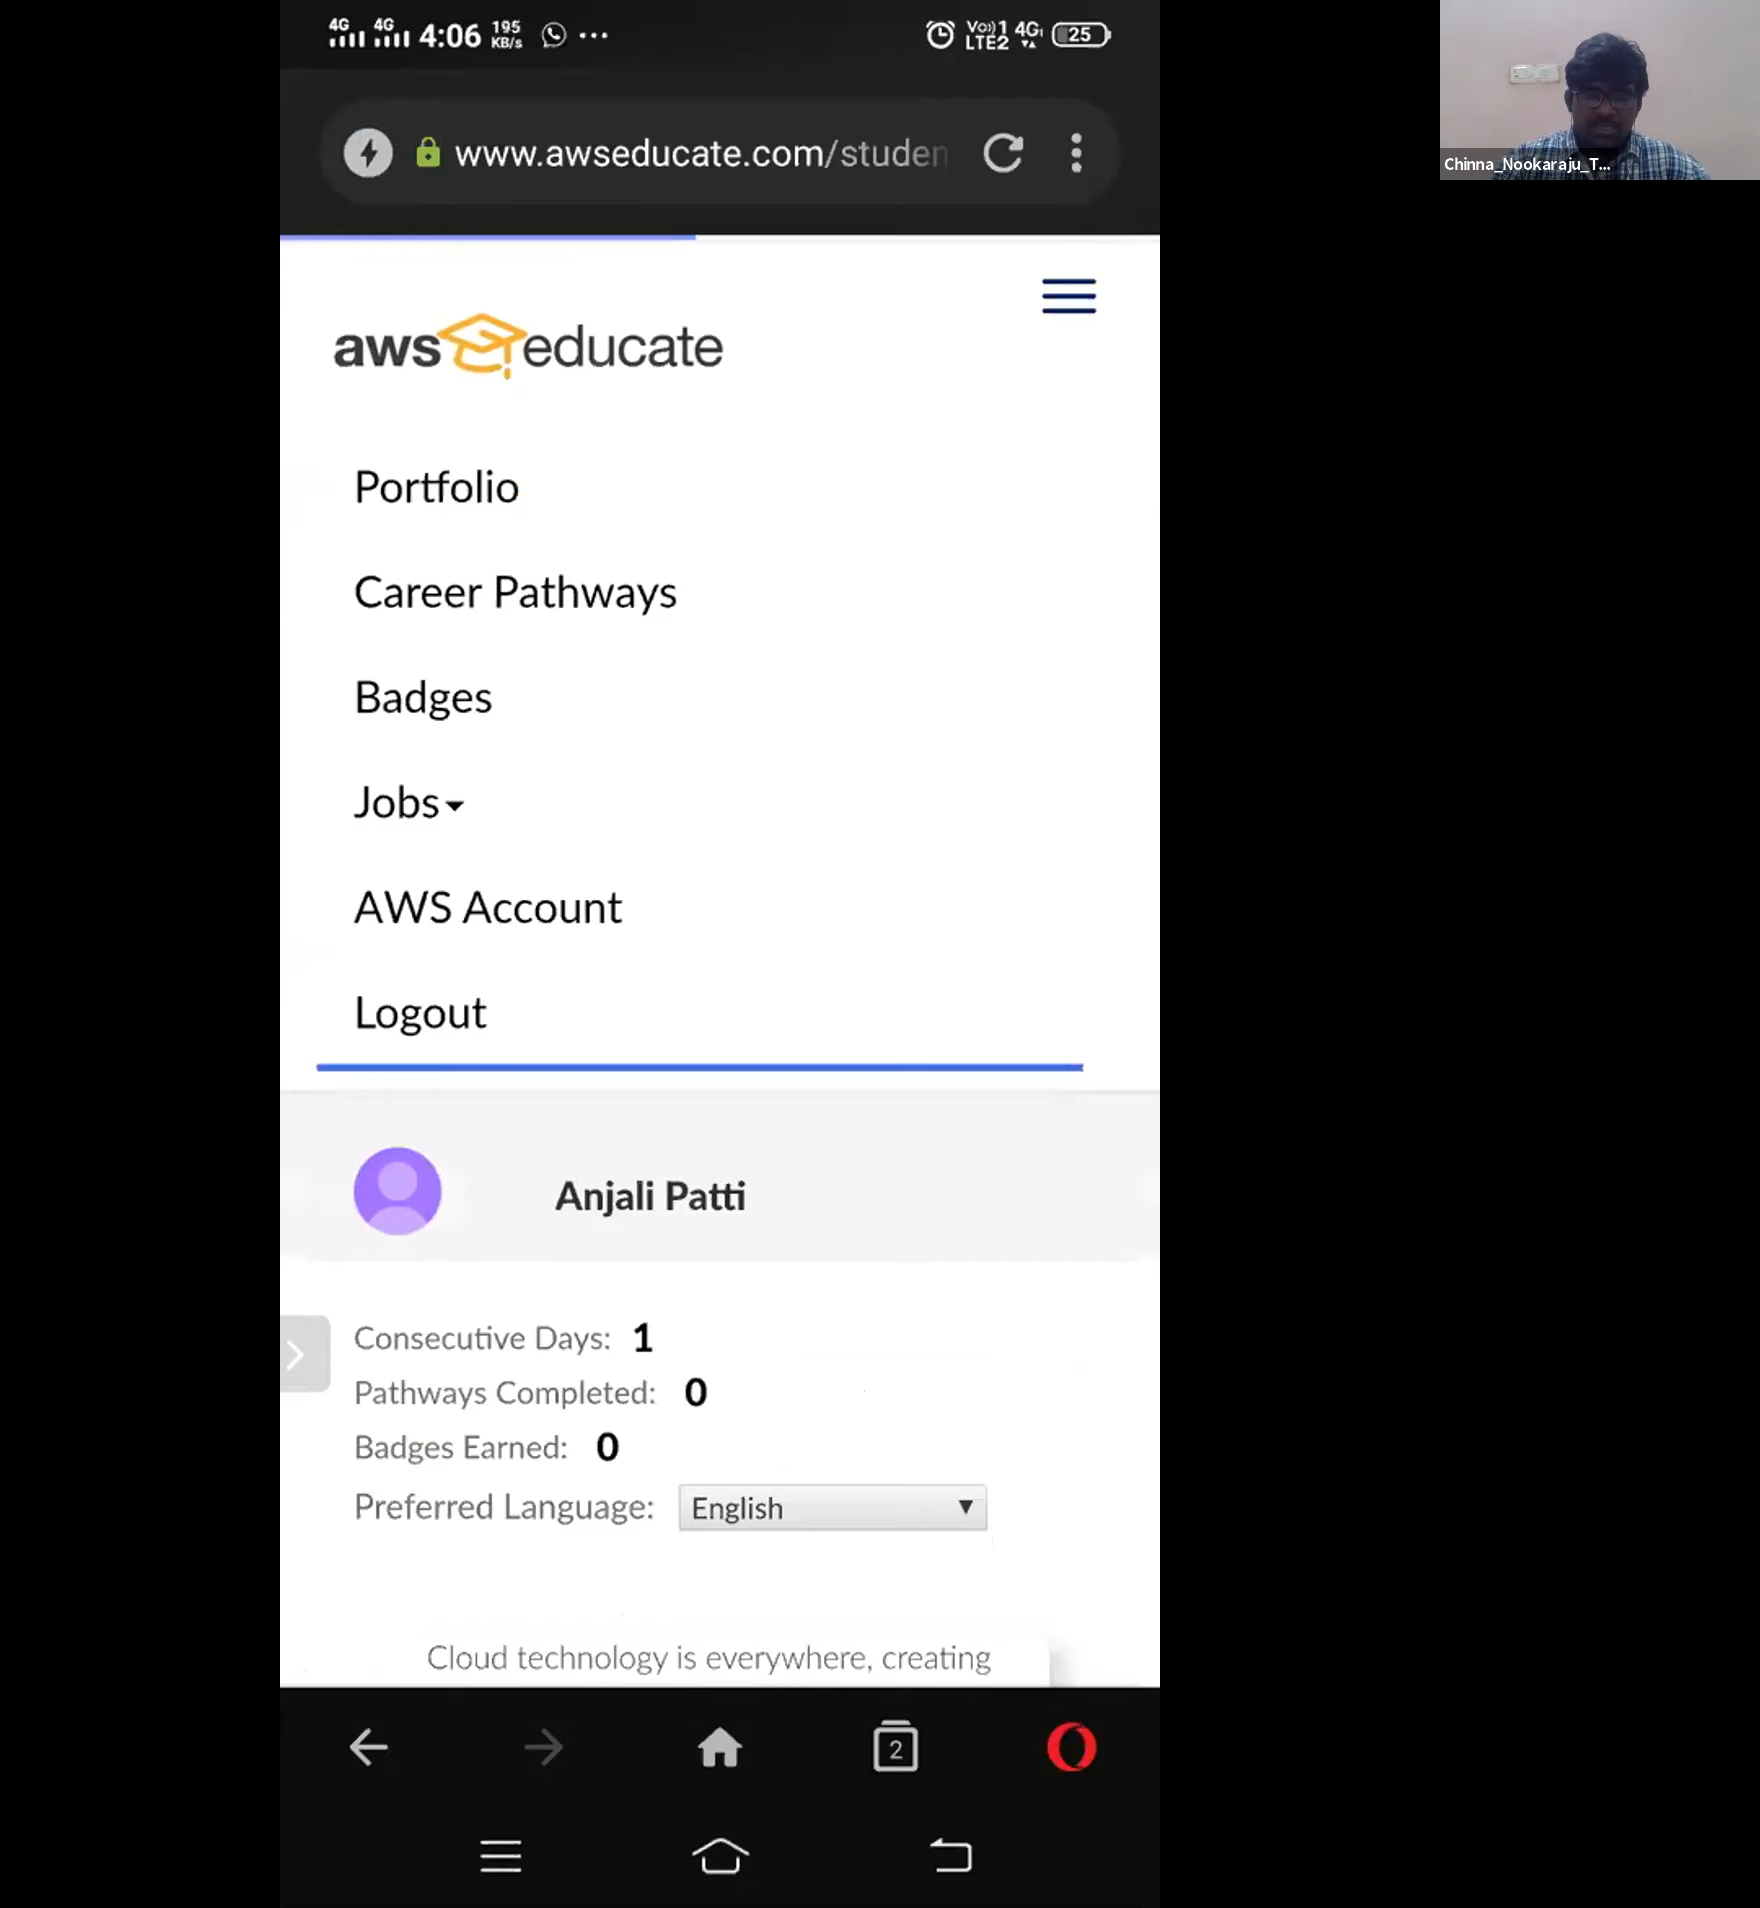 4G 4G 4:06 195 KB/s
Vo)) 1 4G
LTE2
25
www.awseducate.com/studen
aws educate
Portfolio
Career Pathways
Badges
Jobs
AWS Account
Logout
Anjali Patti
Consecutive Days: 1
Pathways Completed: 0
Badges Earned: 0
Preferred Language: English
Cloud technology is everywhere, creating
2
Chinna_Nookaraju_T...